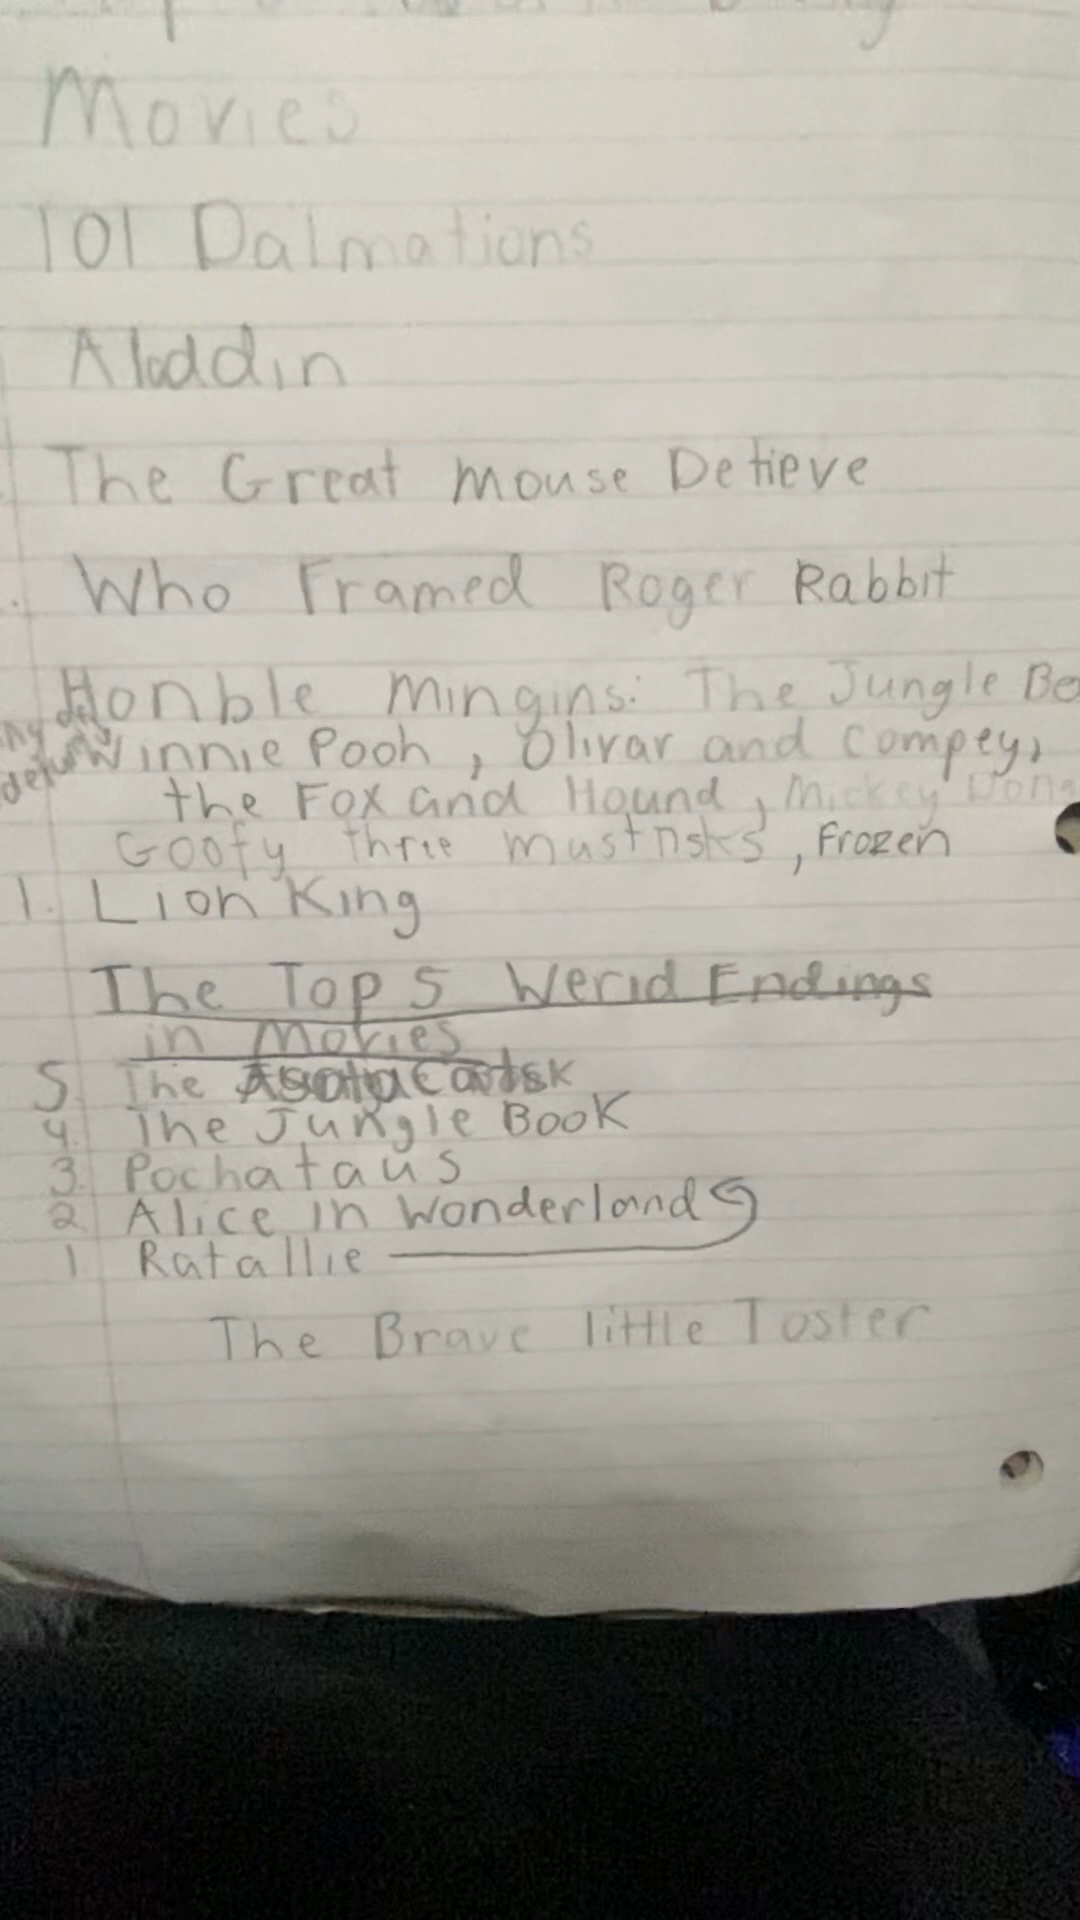 Movies
101 Dalmations
Aladdin
The Great Mouse Detieve
Who Framed Roger Rabbit
Honble Mingins: The Jungle Bo
Winnie Pooh, Olivar and Compey,
the Fox and Hound, Mickey Dona
Goofy three
, Frozen
1. Lion King
The Top 5 Werid Endings
in Movies
5. The
4. The Jungle Book
3. Pochataus
2. Alice in Wonderland
1. Ratallie
The Brave little Toster